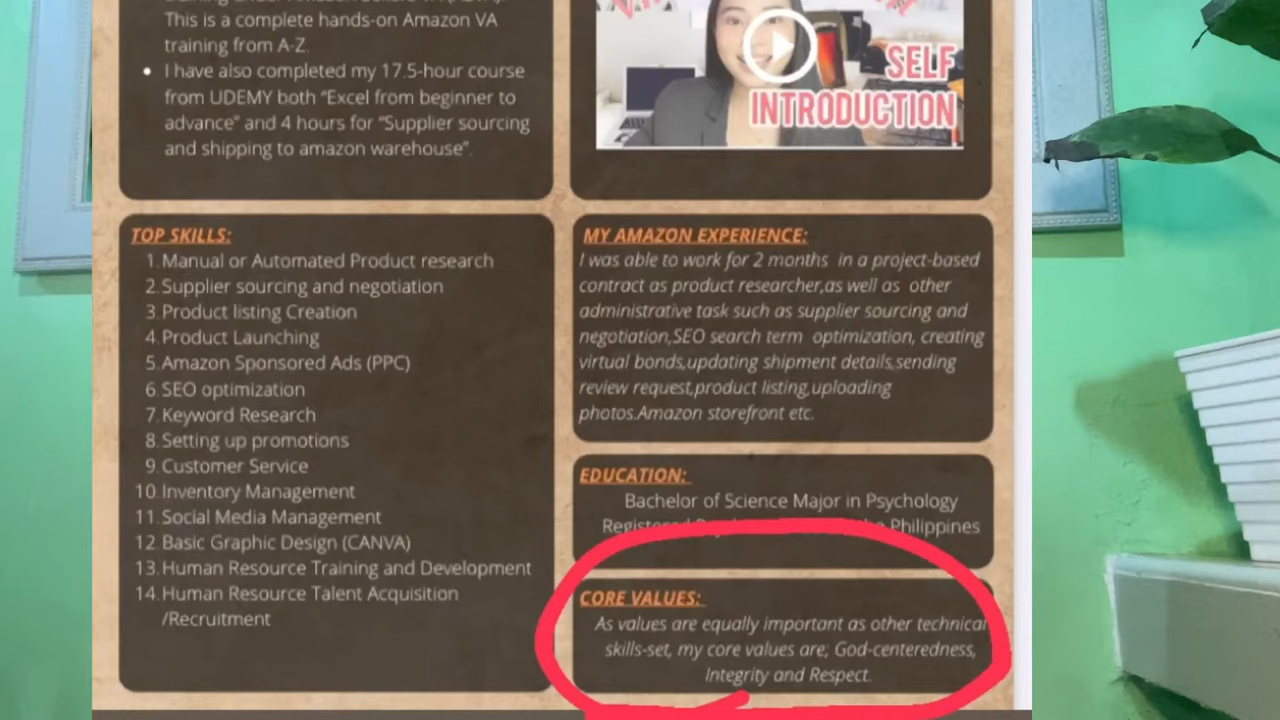 This is a complete hands-on Amazon VA
training from A-Z.
I have also completed my 17.5-hour course
from UDEMY both “Excel from beginner to
advance” and 4 hours for “Supplier sourcing
and shipping to amazon warehouse”.
SELF
INTRODUCTION
TOP SKILLS:
1. Manual or Automated Product research
2. Supplier sourcing and negotiation
3. Product listing Creation
4. Product Launching
5. Amazon Sponsored Ads (PPC)
6. SEO optimization
7. Keyword Research
8. Setting up promotions
9. Customer Service
10. Inventory Management
11. Social Media Management
12. Basic Graphic Design (CANVA)
13. Human Resource Training and Development
14. Human Resource Talent Acquisition
/Recruitment
MY AMAZON EXPERIENCE:
I was able to work for 2 months in a project-based
contract as product researcher,as well as other
administrative task such as supplier sourcing and
negotiation,SEO search term optimization, creating
virtual bonds,updating shipment details,sending
review request,product listing,uploading
photos.Amazon storefront etc.
EDUCATION:
Bachelor of Science Major in Psychology
Philippines
CORE VALUES:
As values are equally important as other technical
skills-set, my core values are; God-centeredness,
Integrity and Respect.